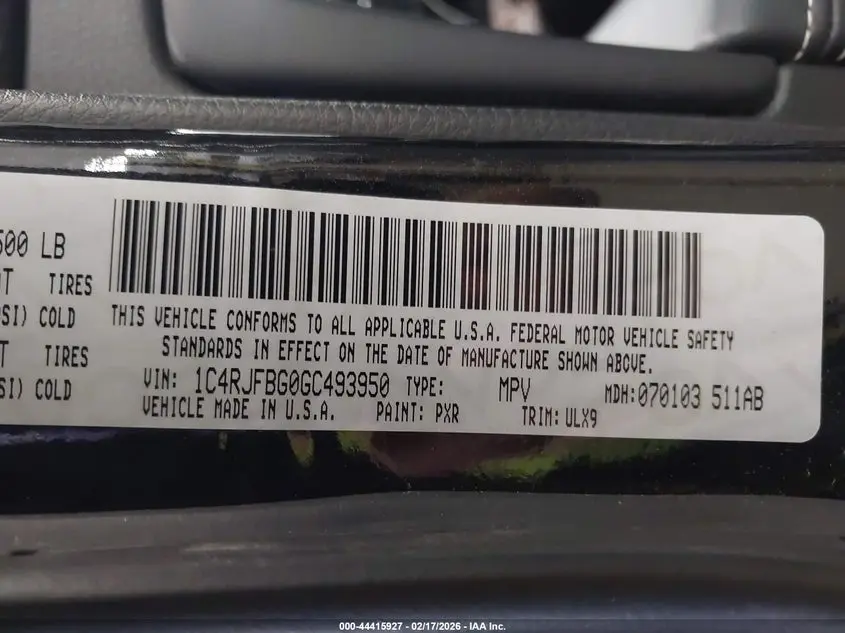 500 LB
TIRES
SI) COLD
TIRES
SI) COLD
THIS VEHICLE CONFORMS TO ALL APPLICABLE U.S.A. FEDERAL MOTOR VEHICLE SAFETY
STANDARDS IN EFFECT ON THE DATE OF MANUFACTURE SHOWN ABOVE.
VIN: 1C4RJFBG0GC493950 TYPE: MPV MDH: 070103 511AB
VEHICLE MADE IN U.S.A. PAINT: PXR TRIM: ULX9
000-44415927 - 02/17/2026 - IAA Inc.